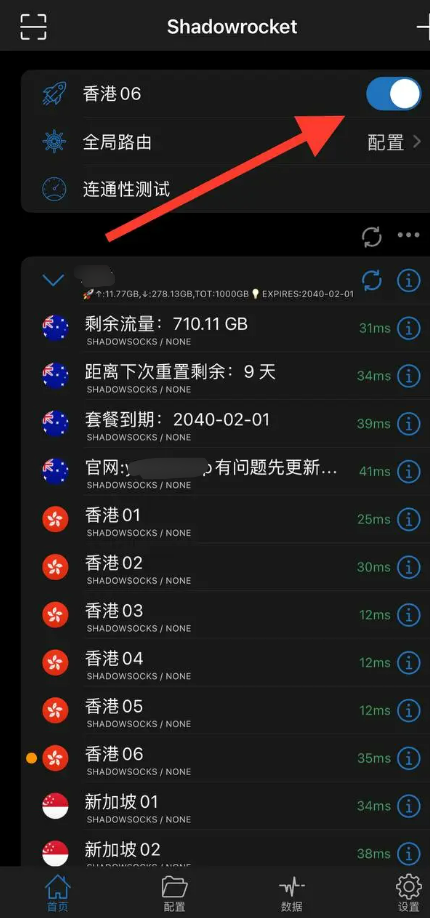 Shadowrocket
香港 06
全局路由 配置
连通性测试
↑:11.77GB,↓:278.13GB,TOT:1000GB EXPIRES:2040-02-01
剩余流量：710.11 GB 31ms
SHADOWSOCKS / NONE
距离下次重置剩余：9 天 34ms
SHADOWSOCKS / NONE
套餐到期：2040-02-01 39ms
SHADOWSOCKS / NONE
官网: 有问题先更新... 41ms
SHADOWSOCKS / NONE
香港 01 25ms
SHADOWSOCKS / NONE
香港 02 30ms
SHADOWSOCKS / NONE
香港 03 12ms
SHADOWSOCKS / NONE
香港 04 12ms
SHADOWSOCKS / NONE
香港 05 12ms
SHADOWSOCKS / NONE
香港 06 35ms
SHADOWSOCKS / NONE
新加坡 01 34ms
SHADOWSOCKS / NONE
新加坡 02 38ms
SHADOWSOCKS / NONE
首页 配置 数据 设置